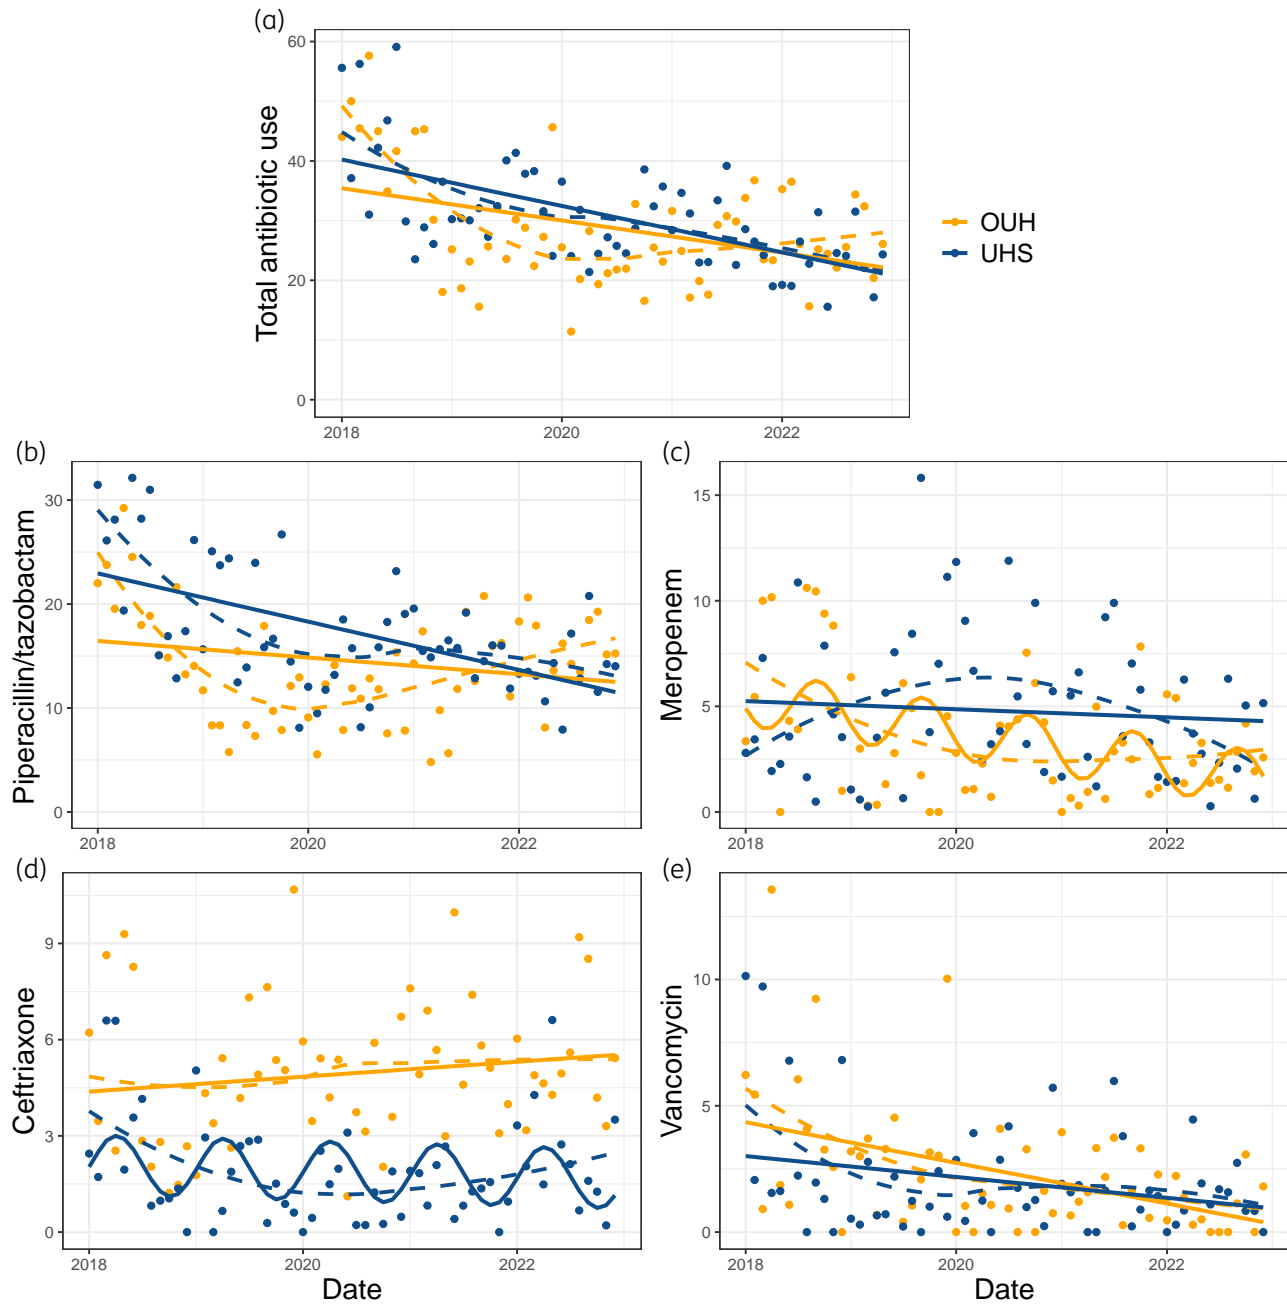 (a)
60
40
20
0
Total antibiotic use
2018 2020 2022
OUH
UHS
(b)
30
20
10
0
Piperacillin/tazobactam
2018 2020 2022
(c)
15
10
5
0
Meropenem
2018 2020 2022
(d)
9
6
3
0
Ceftriaxone
2018 2020 2022
Date
(e)
10
5
0
Vancomycin
2018 2020 2022
Date